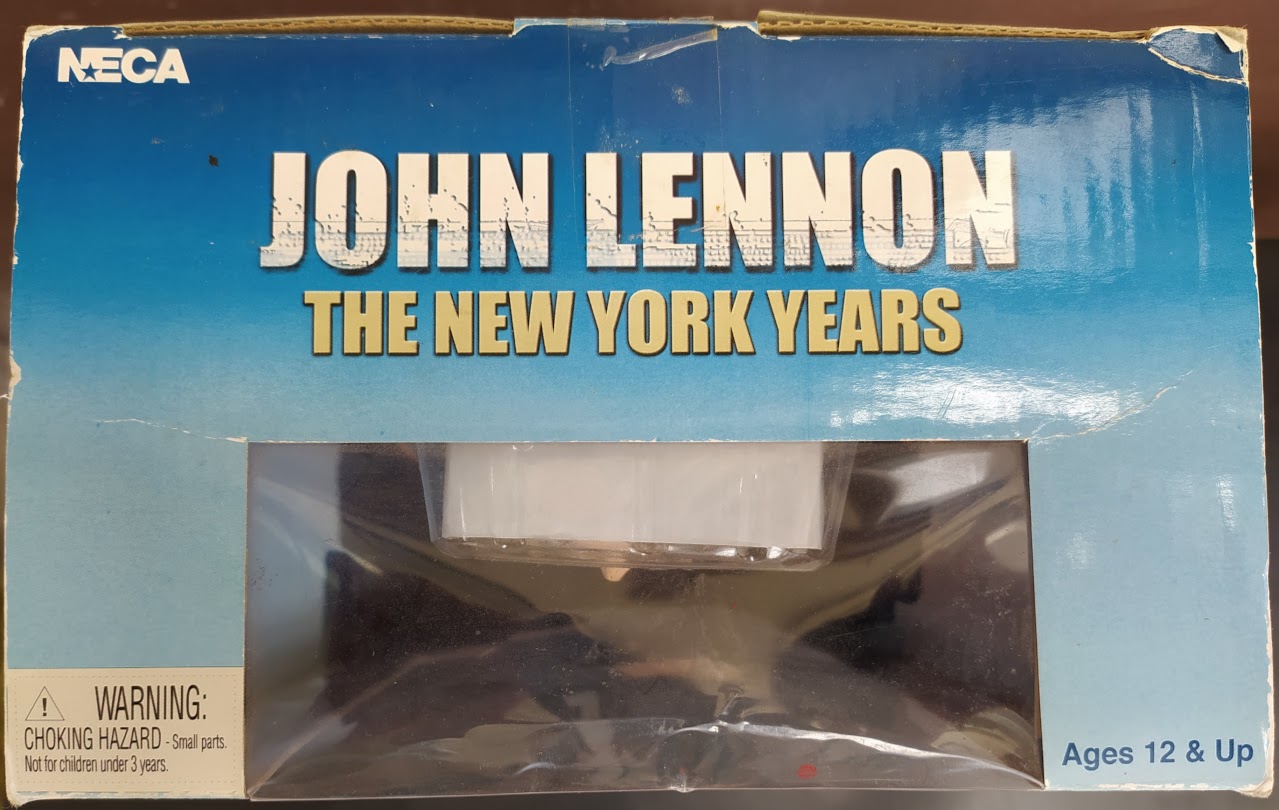 NECA
JOHN LENNON
THE NEW YORK YEARS
WARNING:
CHOKING HAZARD - Small parts.
Not for children under 3 years.
Ages 12 & Up